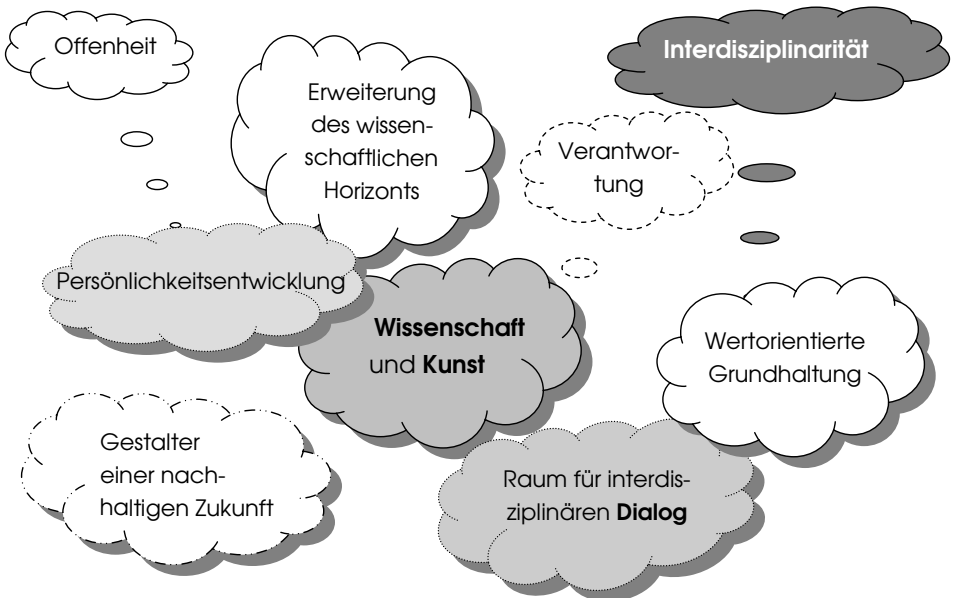 Offenheit
Interdisziplinarität
Erweiterung
des wissen-
schaftlichen
Horizonts
Verantwor-
tung
Persönlichkeitsentwicklung
Wissenschaft
und Kunst
Wertorientierte
Grundhaltung
Gestalter
einer nach-
haltigen Zukunft
Raum für interdis-
ziplinären Dialog